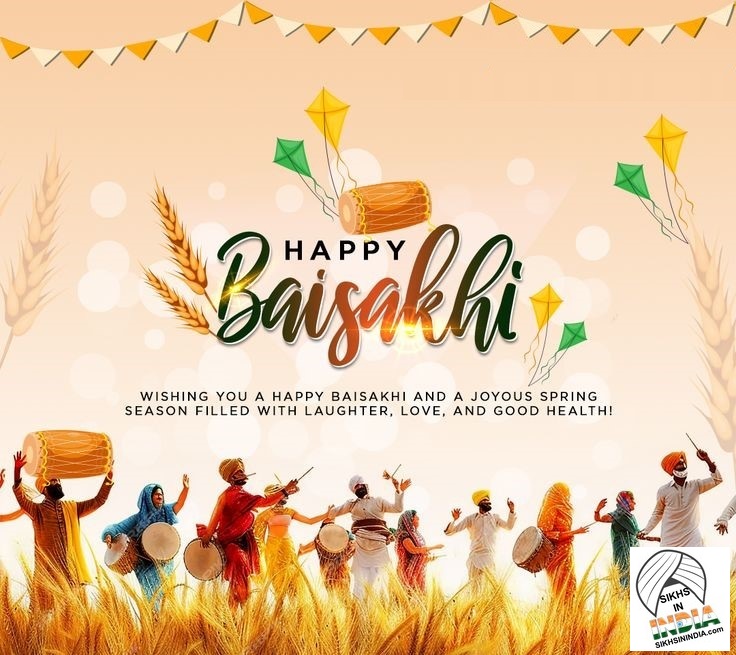 HAPPY
Baisakhi
WISHING YOU A HAPPY BAISAKHI AND A JOYOUS SPRING
SEASON FILLED WITH LAUGHTER, LOVE, AND GOOD HEALTH!
SIKHS
IN
INDIA
SIKHSININDIA.com